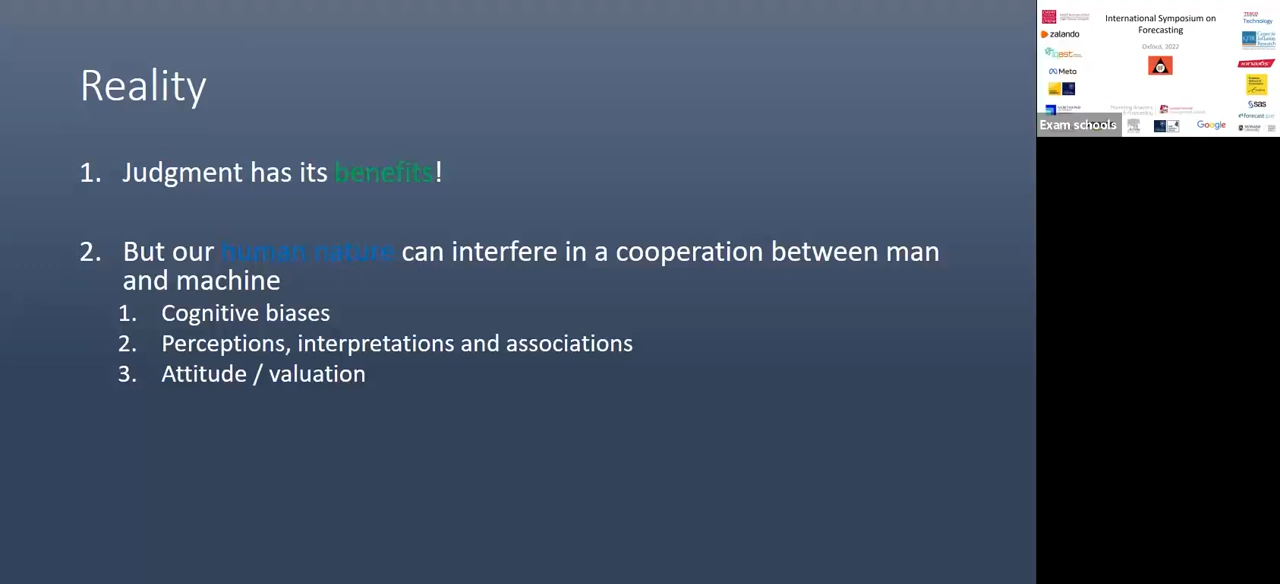 Reality
1. Judgment has its benefits!
2. But our human nature can interfere in a cooperation between man
and machine
1. Cognitive biases
2. Perceptions, interpretations and associations
3. Attitude / valuation
International Symposium on
Forecasting
Oxford, 2022
zalando
Meta
Exam schools
Google
Technology
sas